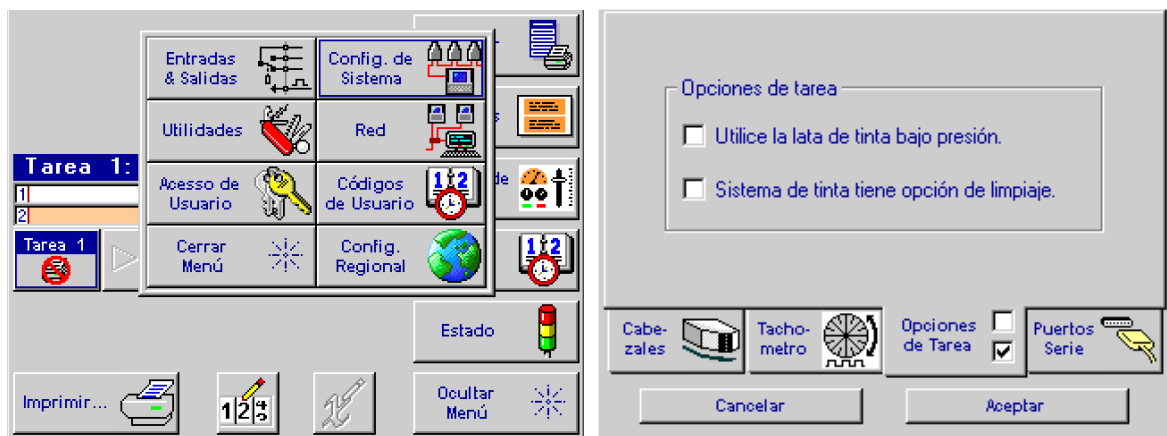 Entradas
& Salidas
Config. de
Sistema
Utilidades
Red
Acesso de
Usuario
Códigos
de Usuario
Cerrar
Menú
Config.
Regional
Tarea 1:
1
2
Tarea 1
s
de
Estado
Imprimir...
Ocultar
Menú
Opciones de tarea
Utilice la lata de tinta bajo presión.
Sistema de tinta tiene opción de limpiaje.
Cabe-
zales
Tacho-
metro
Opciones
de Tarea
Puertos
Serie
Cancelar
Aceptar